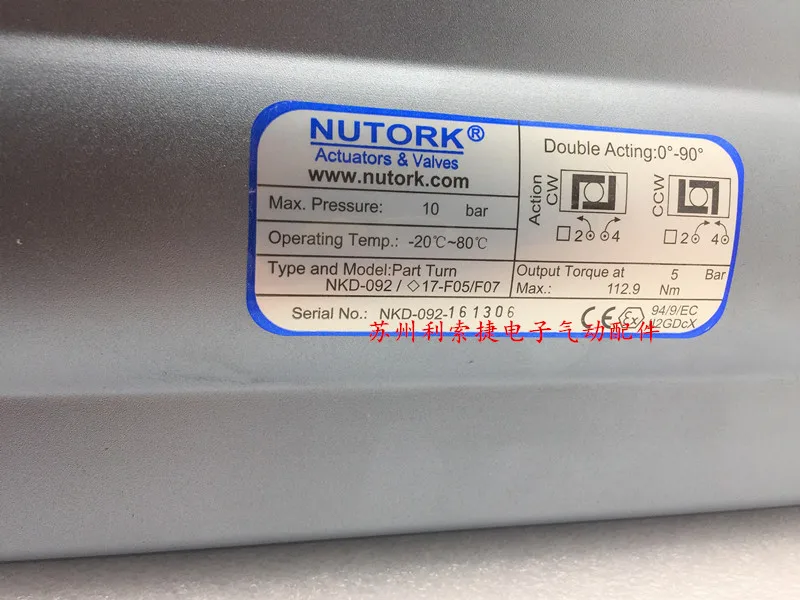 NUTORK®
Actuators & Valves
www.nutork.com
Max. Pressure: 10 bar
Operating Temp.: -20℃~80℃
Type and Model:Part Turn
NKD-092 / ◇17-F05/F07
Serial No.: NKD-092-161306
Double Acting:0°-90°
Action
CW
2 4
CCW
2 4
Output Torque at 5 Bar
Max.: 112.9 Nm
CE Ex 94/9/EC
II2GDcX
苏州利索捷电子气动配件